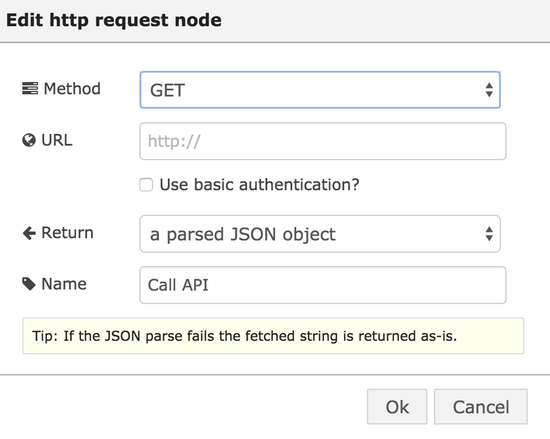 Edit http request node
Method
GET
URL
http://
Use basic authentication?
Return
a parsed JSON object
Name
Call API
Tip: If the JSON parse fails the fetched string is returned as-is.
Ok
Cancel